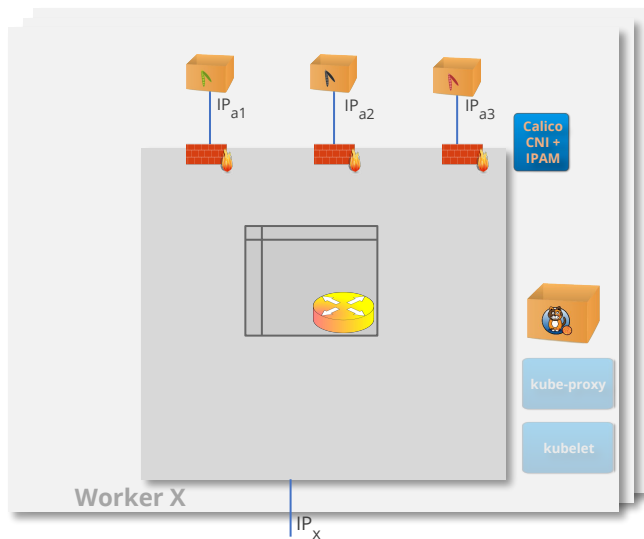 IPa1
IPa2
IPa3
Calico
CNI +
IPAM
kube-proxy
kubelet
Worker X
IPx